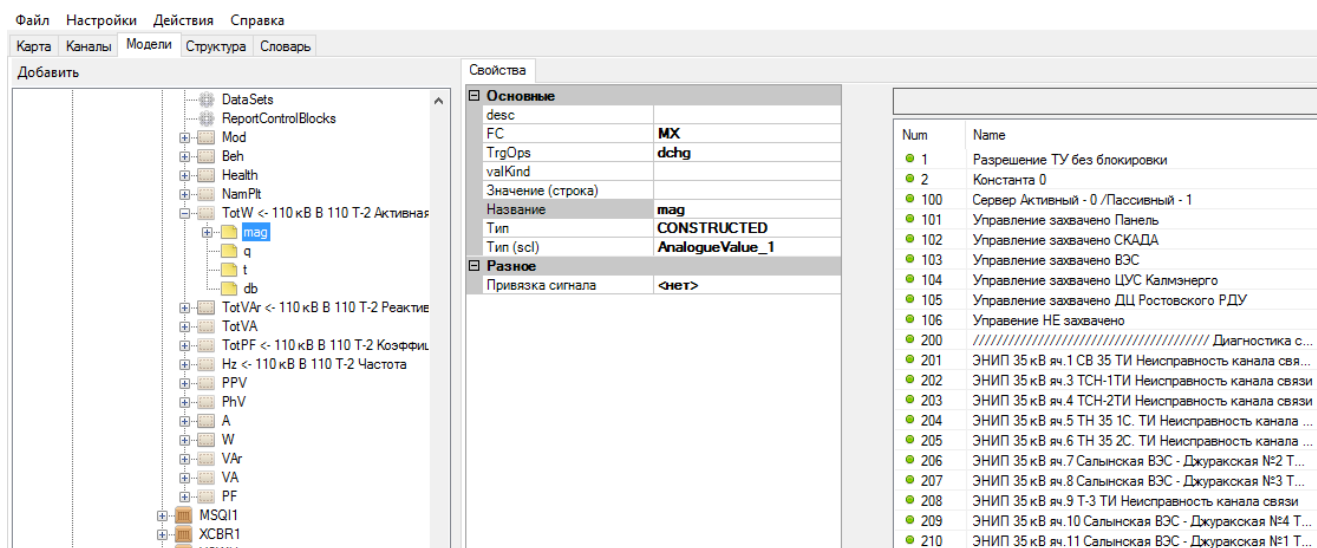 Файл Настройки Действия Справка
Карта Каналы Модели Структура Словарь
Добавить
DataSets
ReportControlBlocks
Mod
Beh
Health
NamPlt
TotW <- 110 кВ В 110 Т-2 Активная
mag
q
t
db
TotVAr <- 110 кВ В 110 Т-2 Реактив
TotVA
TotPF <- 110 кВ В 110 Т-2 Коэффиц
Hz <- 110 кВ В 110 Т-2 Частота
PPV
PhV
A
W
VAr
VA
PF
MSQI1
XCBR1
Свойства
Основные
desc
FC MX
TrgOps dchg
valKind
Значение (строка)
Название mag
Тип CONSTRUCTED
Тип (scl) AnalogueValue_1
Разное
Привязка сигнала <нет>
Num Name
1 Разрешение ТУ без блокировки
2 Константа 0
100 Сервер Активный - 0 /Пассивный - 1
101 Управление захвачено Панель
102 Управление захвачено СКАДА
103 Управление захвачено ВЭС
104 Управление захвачено ЦУС Калмэнерго
105 Управление захвачено ДЦ Ростовского РДУ
106 Управение НЕ захвачено
200 /////////////////////////////////////// Диагностика с...
201 ЭНИП 35 кВ яч.1 СВ 35 ТИ Неисправность канала свя...
202 ЭНИП 35 кВ яч.3 ТСН-1ТИ Неисправность канала связи
203 ЭНИП 35 кВ яч.4 ТСН-2ТИ Неисправность канала связи
204 ЭНИП 35 кВ яч.5 ТН 35 1С. ТИ Неисправность канала ...
205 ЭНИП 35 кВ яч.6 ТН 35 2С. ТИ Неисправность канала ...
206 ЭНИП 35 кВ яч.7 Салынская ВЭС - Джуракская №2 Т...
207 ЭНИП 35 кВ яч.8 Салынская ВЭС - Джуракская №3 Т...
208 ЭНИП 35 кВ яч.9 Т-3 ТИ Неисправность канала связи
209 ЭНИП 35 кВ яч.10 Салынская ВЭС - Джуракская №4 Т...
210 ЭНИП 35 кВ яч.11 Салынская ВЭС - Джуракская №1 Т...